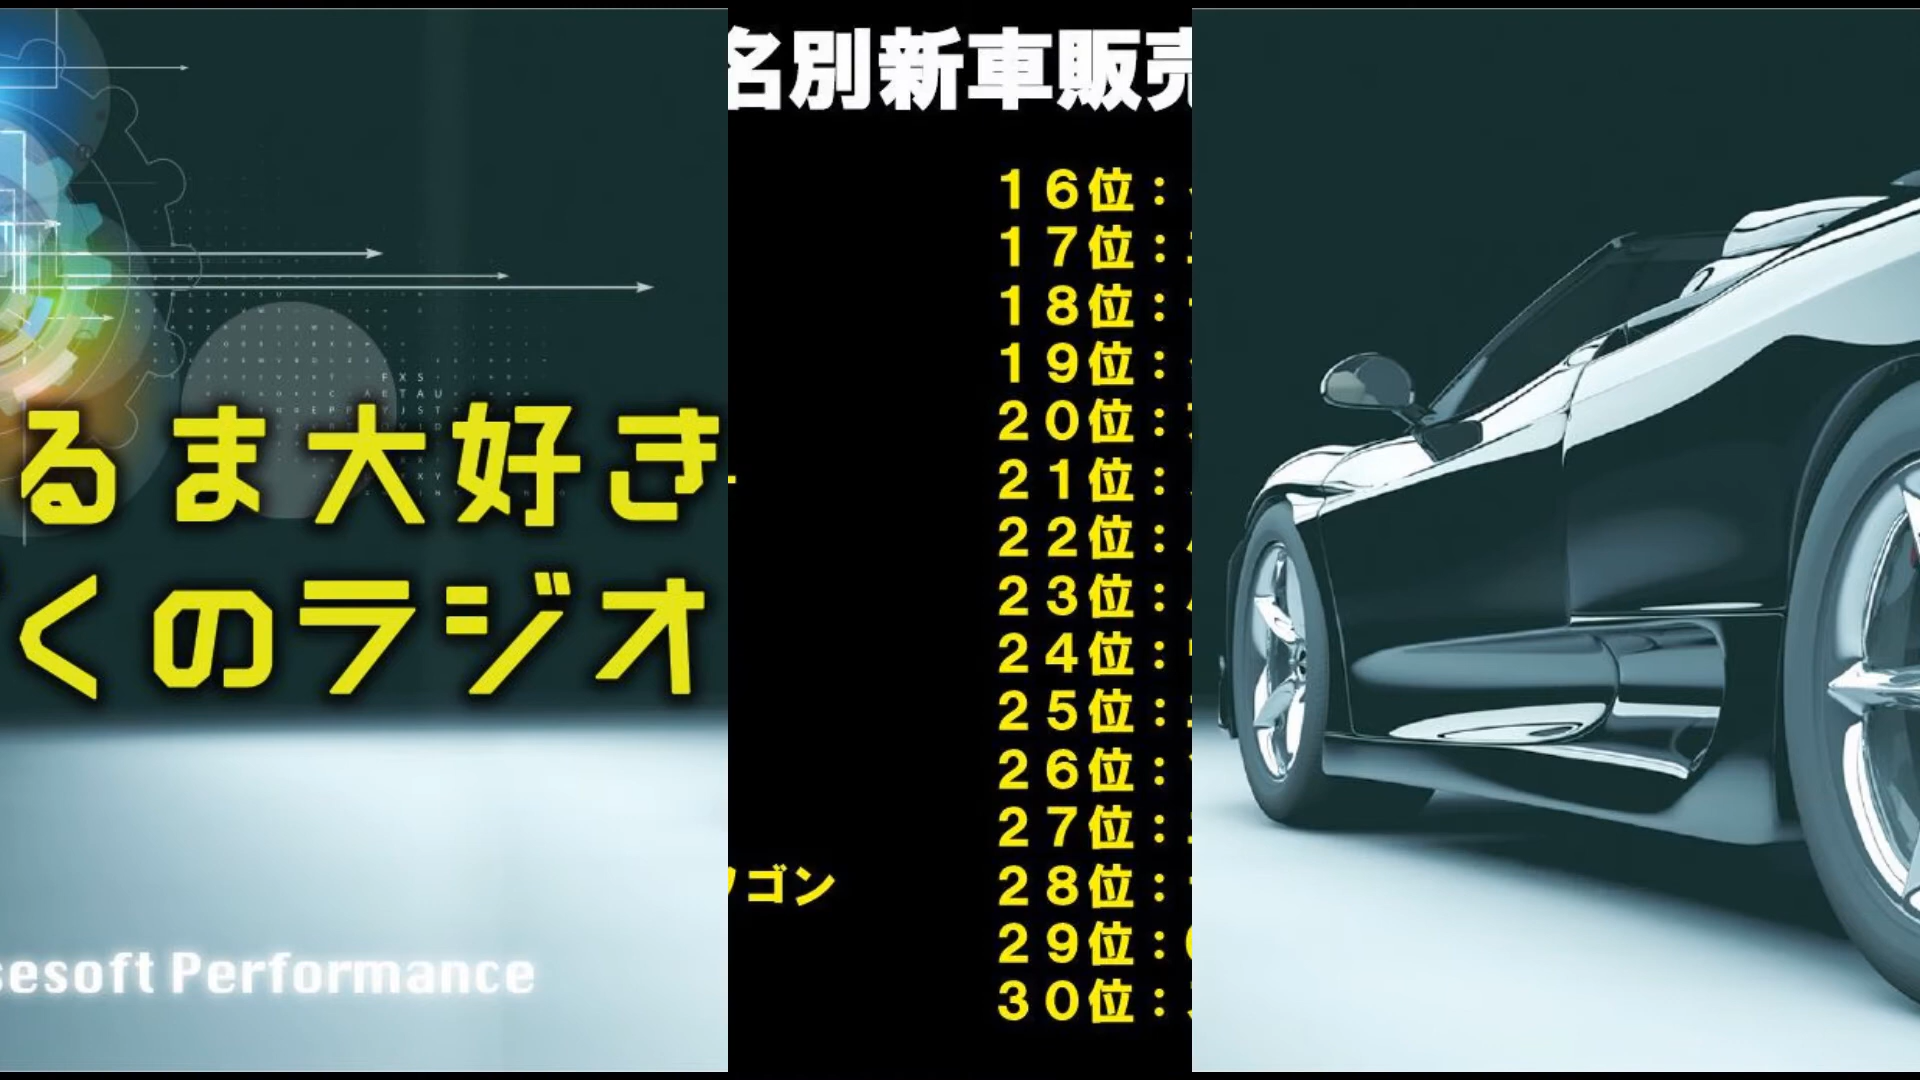 るま大好き
くのラジオ
sesoft Performance
名別新車販売
16位：
17位：
18位：
19位：
20位：
21位：
22位：
23位：
24位：
25位：
26位：
27位：
ワゴン
28位：
29位：
30位：